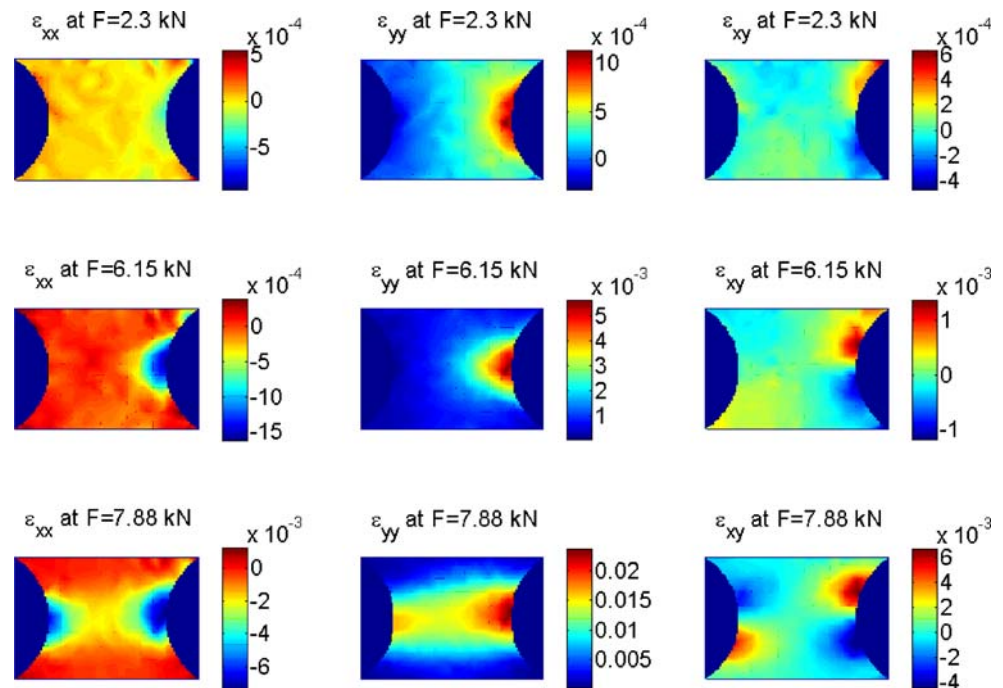 εxx at F=2.3 kN
x 10-4
5
0
-5
εyy at F=2.3 kN
x 10-4
10
5
0
εxy at F=2.3 kN
x 10-4
6
4
2
0
-2
-4
εxx at F=6.15 kN
x 10-4
0
-5
-10
-15
εyy at F=6.15 kN
x 10-3
5
4
3
2
1
εxy at F=6.15 kN
x 10-3
1
0
-1
εxx at F=7.88 kN
x 10-3
0
-2
-4
-6
εyy at F=7.88 kN
0.02
0.015
0.01
0.005
εxy at F=7.88 kN
x 10-3
6
4
2
0
-2
-4